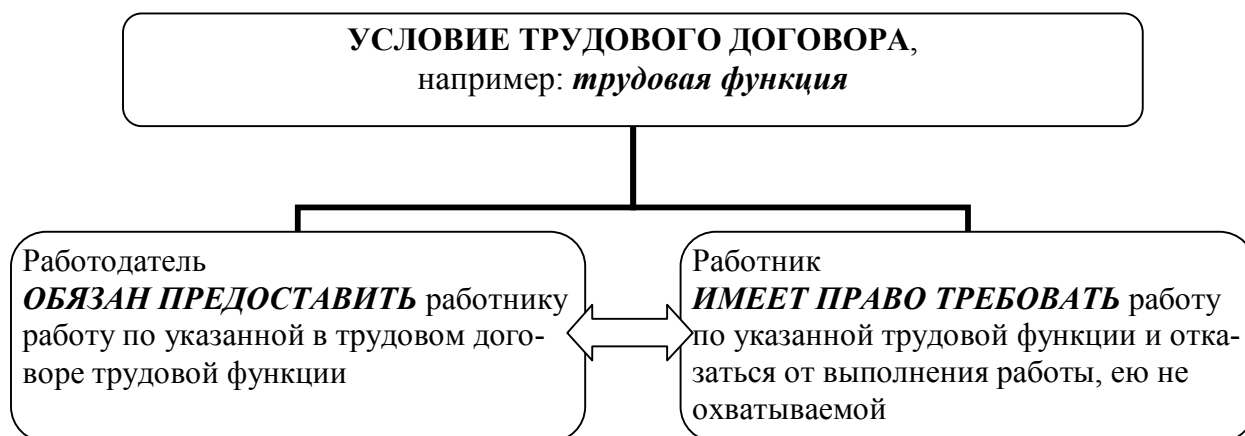 УСЛОВИЕ ТРУДОВОГО ДОГОВОРА,
например: трудовая функция
Работодатель
ОБЯЗАН ПРЕДОСТАВИТЬ работнику
работу по указанной в трудовом дого-
воре трудовой функции
Работник
ИМЕЕТ ПРАВО ТРЕБОВАТЬ работу
по указанной трудовой функции и отка-
заться от выполнения работы, ею не
охватываемой